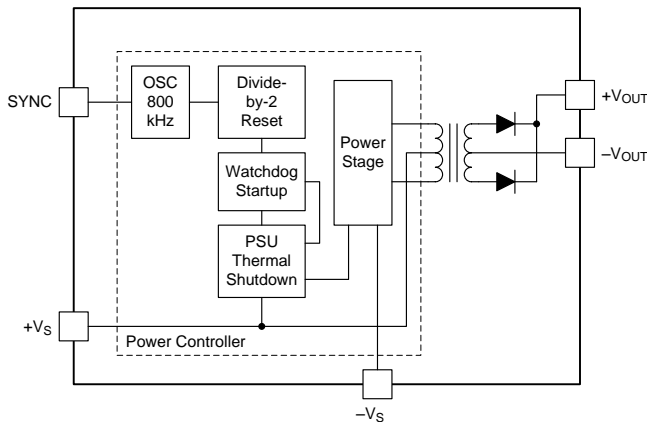 SYNC
OSC
800
kHz
Divide-
by-2
Reset
Watchdog
Startup
PSU
Thermal
Shutdown
Power
Stage
+VOUT
–VOUT
+VS
Power Controller
–VS